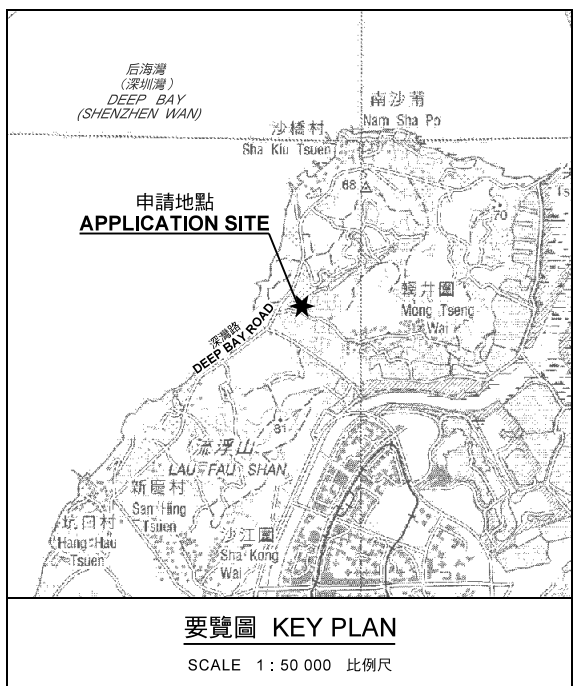 后海灣
(深圳灣)
DEEP BAY
(SHENZHEN WAN)
南沙莆
Nam Sha Po
沙橋村
Sha Kiu Tsuen
68
70
申請地點
APPLICATION SITE
輞井圍
Mong Tseng
Wai
深灣路
DEEP BAY ROAD
流浮山
LAU FAU SHAN
新慶村
San Hing
Tsuen
坑口村
Hang Hau
Tsuen
沙江圍
Sha Kong
Wai
要覽圖 KEY PLAN
SCALE 1 : 50 000 比例尺